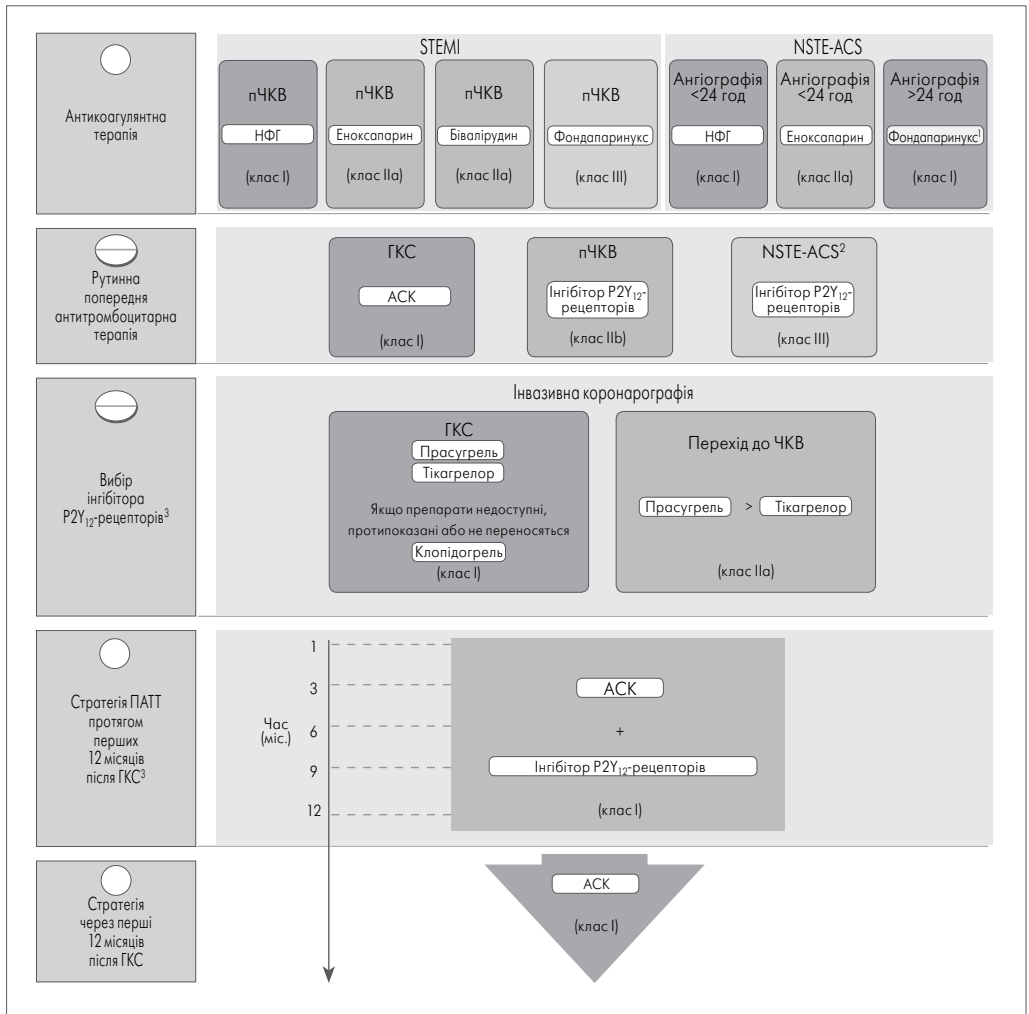 Антикоагулянтна
терапія
STEMI
пЧКВ
НФГ
(клас I)
пЧКВ
Еноксапарин
(клас IIa)
пЧКВ
Бівалірудин
(клас IIa)
пЧКВ
Фондапаринукс
(клас III)
NSTE-ACS
Ангіографія
<24 год
НФГ
(клас I)
Ангіографія
<24 год
Еноксапарин
(клас IIa)
Ангіографія
>24 год
Фондапаринукс¹
(клас I)
Рутинна
попередня
антитромбоцитарна
терапія
ГКС
АСК
(клас I)
пЧКВ
Інгібітор P2Y₁₂-
рецепторів
(клас IIb)
NSTE-ACS²
Інгібітор P2Y₁₂-
рецепторів
(клас III)
Вибір
інгібітора
P2Y₁₂-рецепторів³
Інвазивна коронарографія
ГКС
Прасугрель
Тікагрелор
Якщо препарати недоступні,
протипоказані або не переносяться
Клопідогрель
(клас I)
Перехід до ЧКВ
Прасугрель > Тікагрелор
(клас IIa)
Стратегія ПАТТ
протягом
перших
12 місяців
після ГКС³
Час
(міс.)
1
3
6
9
12
АСК
+
Інгібітор P2Y₁₂-рецепторів
(клас I)
Стратегія
через перші
12 місяців
після ГКС
АСК
(клас I)